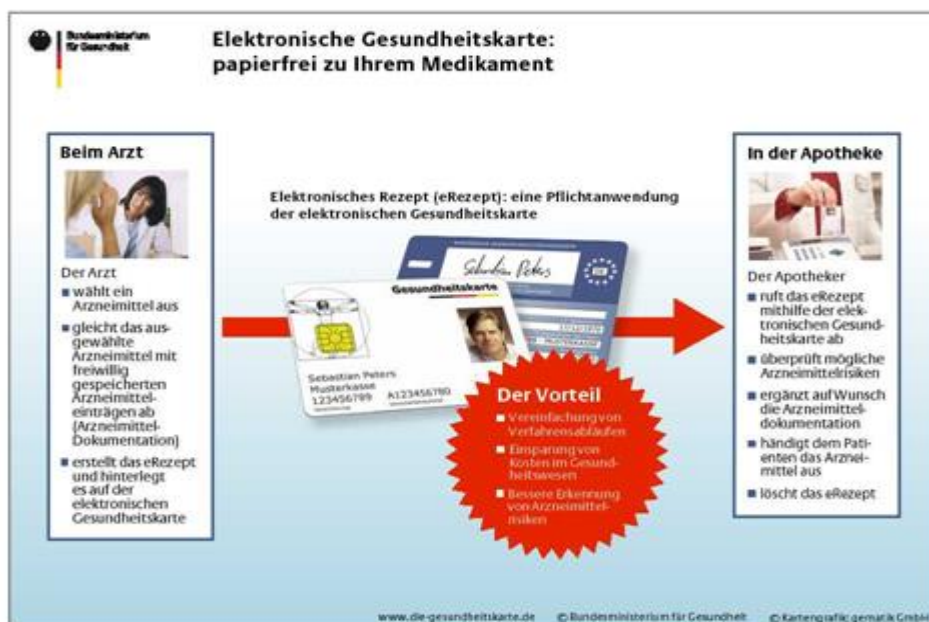 Bundesministerium
für Gesundheit
Elektronische Gesundheitskarte:
papierfrei zu Ihrem Medikament
Beim Arzt
Der Arzt
wählt ein
Arzneimittel aus
gleicht das aus-
gewählte
Arzneimittel mit
freiwillig
gespeicherten
Arzneimittel-
einträgen ab
(Arzneimittel-
Dokumentation)
erstellt das eRezept
und hinterlegt
es auf der
elektronischen
Gesundheitskarte
Elektronisches Rezept (eRezept): eine Pflichtanwendung
der elektronischen Gesundheitskarte
Sebastian Peters
Gesundheitskarte
Sebastian Peters
Musterkasse
123456789 A123456780
Der Vorteil
Vereinfachung von
Verfahrensabläufen
Einsparung von
Kosten im Gesund-
heitswesen
Bessere Erkennung
von Arzneimittel-
risiken
In der Apotheke
Der Apotheker
ruft das eRezept
mithilfe der elek-
tronischen Gesund-
heitskarte ab
überprüft mögliche
Arzneimittelrisiken
ergänzt auf Wunsch
die Arzneimittel-
dokumentation
händigt dem Pati-
enten das Arznei-
mittel aus
löscht das eRezept
www.die-gesundheitskarte.de © Bundesministerium für Gesundheit © Kartengrafik: gematik GmbH